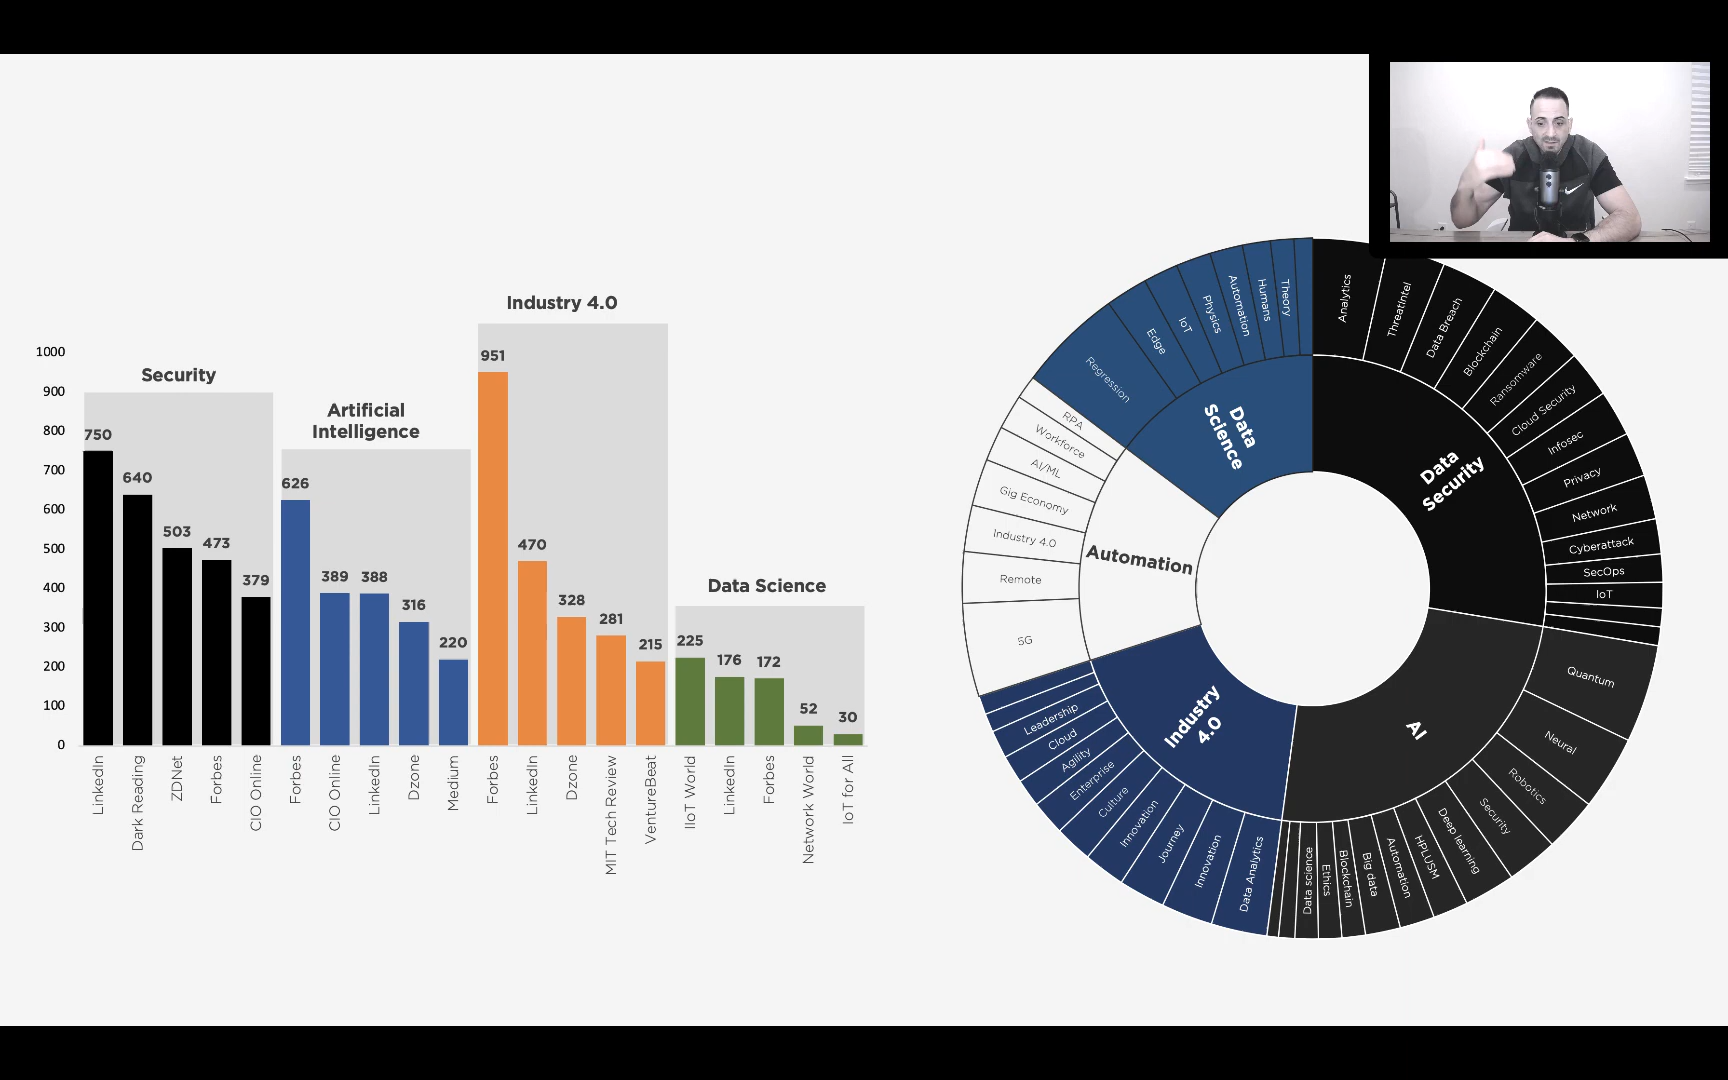 Industry 4.0
Security
Artificial
Intelligence
Data Science
1000
900
800
700
600
500
400
300
200
100
0
750
640
503
473
379
626
389
388
316
220
951
470
328
281
215
225
176
172
52
30
LinkedIn
Dark Reading
ZDNet
Forbes
CIO Online
Forbes
CIO Online
LinkedIn
Dzone
Medium
Forbes
LinkedIn
Dzone
MIT Tech Review
VentureBeat
IIoT World
LinkedIn
Forbes
Network World
IoT for All
Data
Security
Analytics
ThreatIntel
Data Breach
Blockchain
Ransomware
Cloud Security
Infosec
Privacy
Network
Cyberattack
SecOps
IoT
AI
Quantum
Neural
Robotics
Security
Deep learning
HPLUSM
Automation
Big data
Blockchain
Ethics
Data science
Industry
4.0
Data Analytics
Innovation
Journey
Innovation
Culture
Enterprise
Agility
Cloud
Leadership
Automation
5G
Remote
Industry 4.0
Gig Economy
AI/ML
Workforce
RPA
Data
Science
Regression
Edge
IoT
Physics
Automation
Humans
Theory